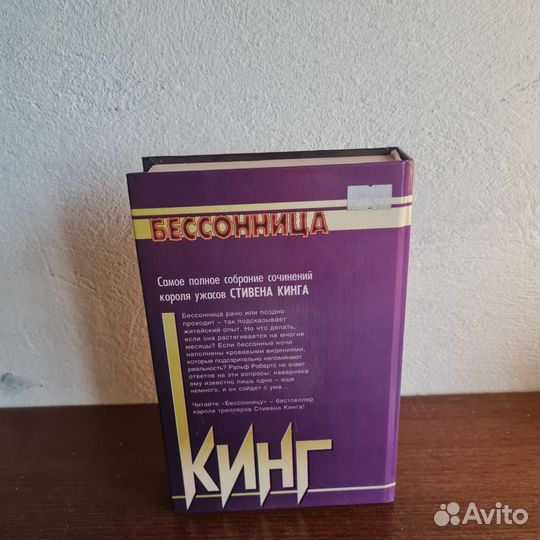 БЕССОННИЦА
Самое полное собрание сочинений
короля ужасов СТИВЕНА КИНГА
Бессонница рано или поздно
проходит – так подсказывает
житейский опыт. Но что делать,
если она растягивается на многие
месяцы? Если бессонные ночи
наполнены кровавыми видениями,
которые подозрительно напоминают
реальность? Ральф Робертс не знает
ответов на эти вопросы; наверняка
ему известно лишь одно – еще
немного, и он сойдет с ума...
Читайте «Бессонницу» – бестселлер
короля триллеров Стивена Кинга!
КИНГ
Avito